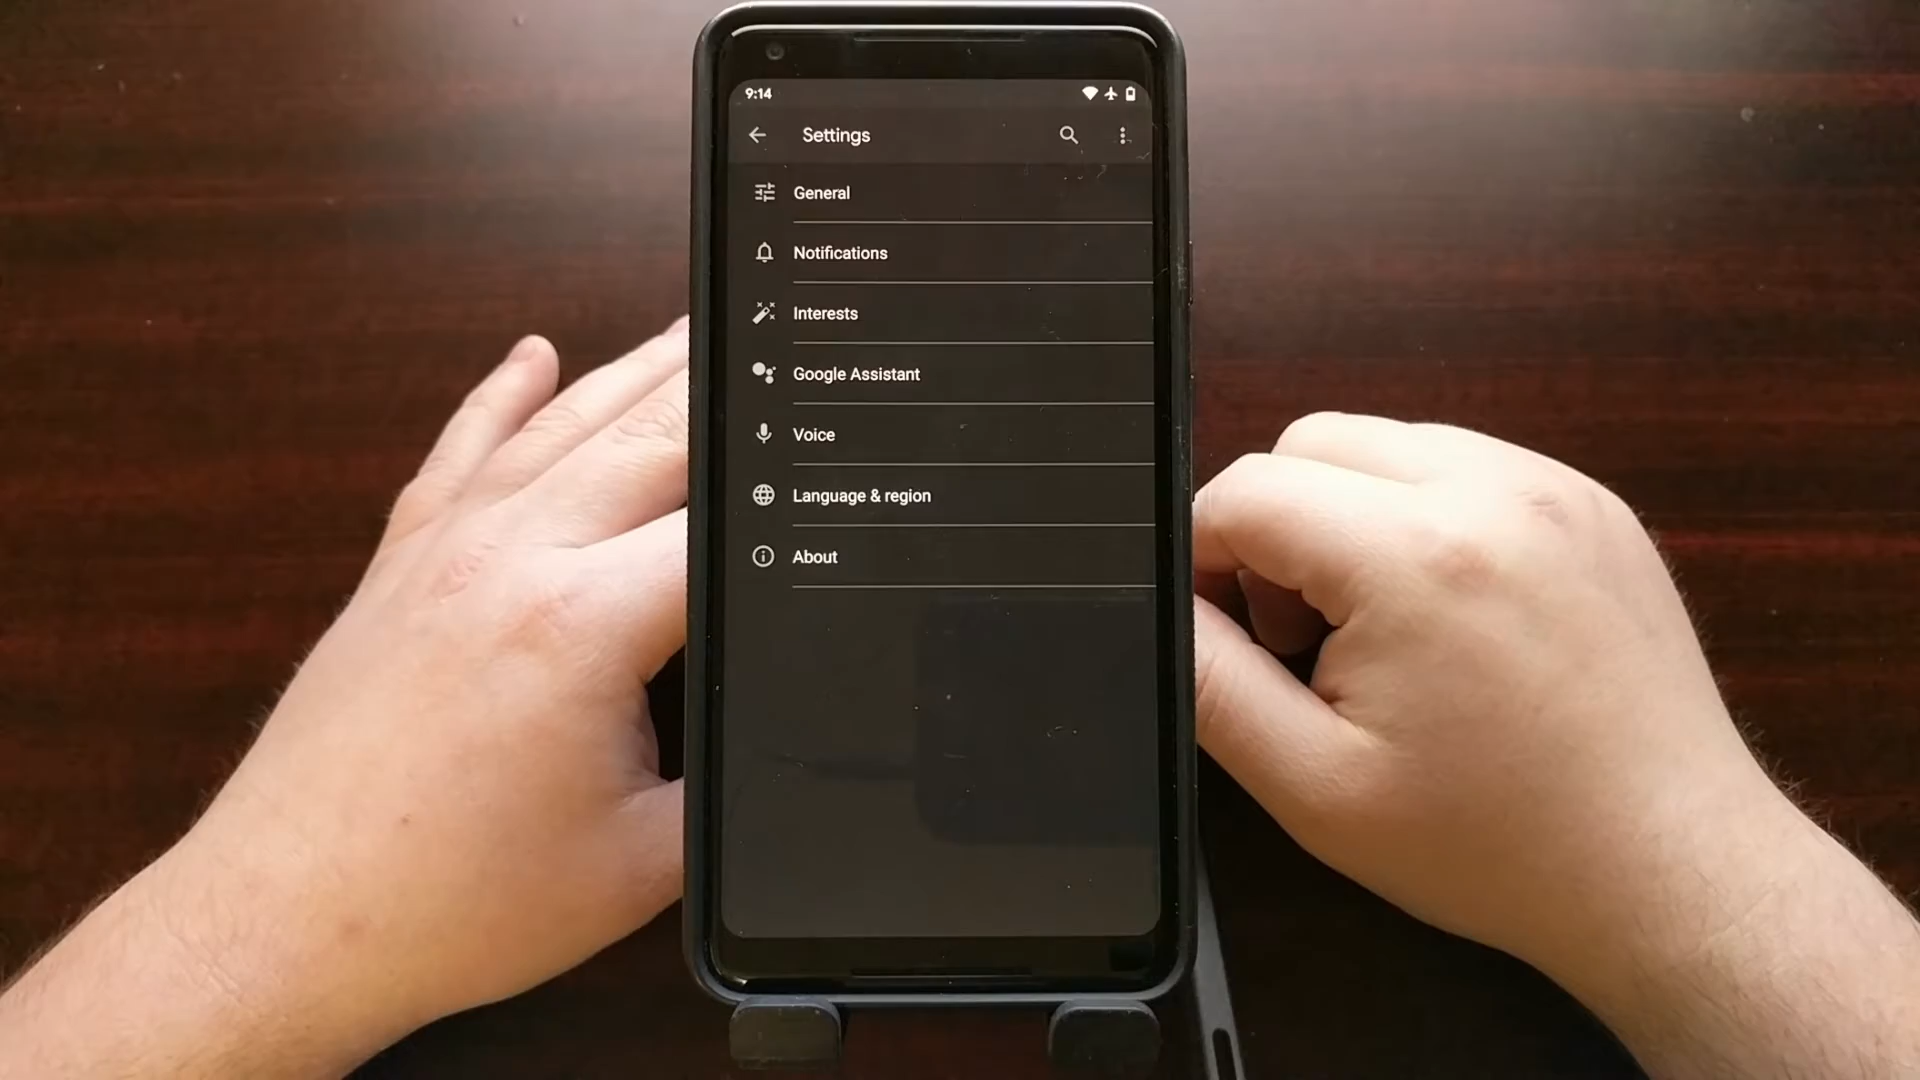 9:14
Settings
General
Notifications
Interests
Google Assistant
Voice
Language & region
About